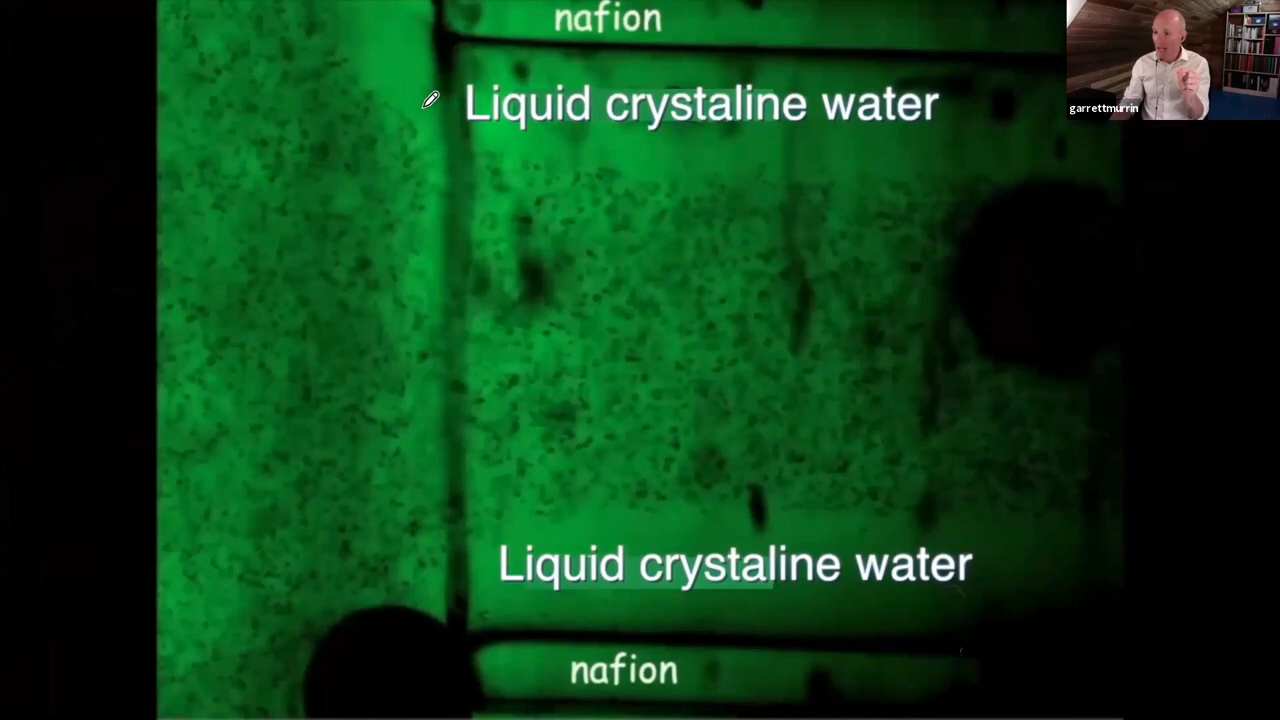 nafion
Liquid crystaline water
garrettmurrin
Liquid crystaline water
nafion